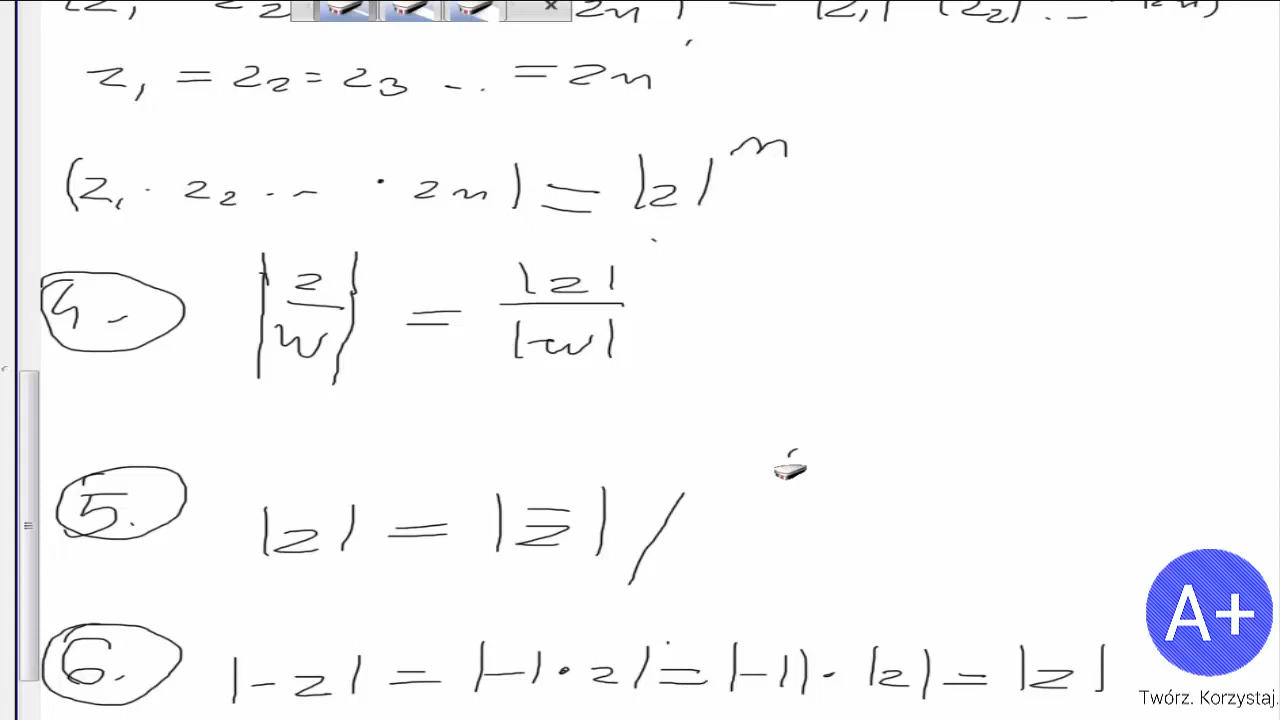 z₁ = z₂ = z₃ ... = zn
|z₁ · z₂ ... · zn| = |z|ⁿ
4. |z/w| = |z|/|w|
5. |z| = |z̄| /
6. |-z| = |-1 · z| = |-1| · |z| = |z|
A+
Twórz. Korzystaj.